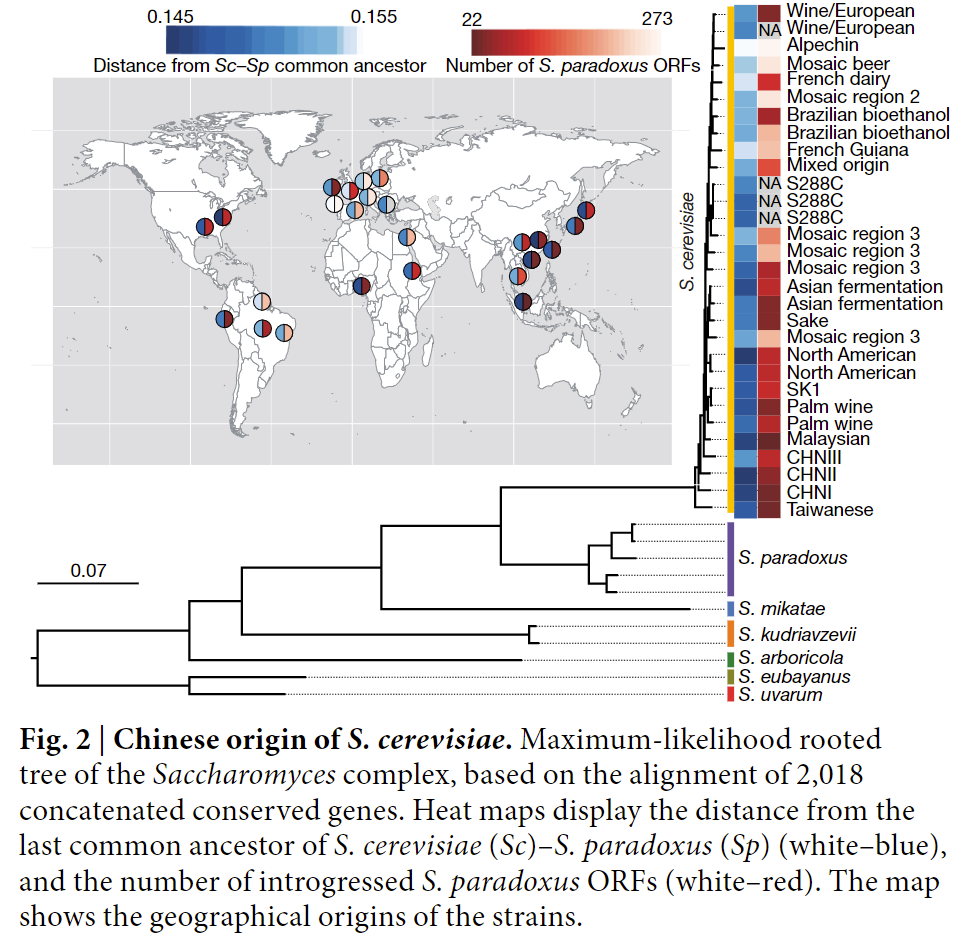 0.145
0.155
22
273
Distance from Sc–Sp common ancestor
Number of S. paradoxus ORFs
Wine/European
NA Wine/European
Alpechin
Mosaic beer
French dairy
Mosaic region 2
Brazilian bioethanol
Brazilian bioethanol
French Guiana
Mixed origin
NA S288C
NA S288C
NA S288C
Mosaic region 3
Mosaic region 3
Mosaic region 3
Asian fermentation
Asian fermentation
Sake
Mosaic region 3
North American
North American
SK1
Palm wine
Palm wine
Malaysian
CHNIII
CHNII
CHNI
Taiwanese
S. cerevisiae
S. paradoxus
0.07
S. mikatae
S. kudriavzevii
S. arboricola
S. eubayanus
S. uvarum
Fig. 2 | Chinese origin of S. cerevisiae. Maximum-likelihood rooted
tree of the Saccharomyces complex, based on the alignment of 2,018
concatenated conserved genes. Heat maps display the distance from the
last common ancestor of S. cerevisiae (Sc)–S. paradoxus (Sp) (white–blue),
and the number of introgressed S. paradoxus ORFs (white–red). The map
shows the geographical origins of the strains.